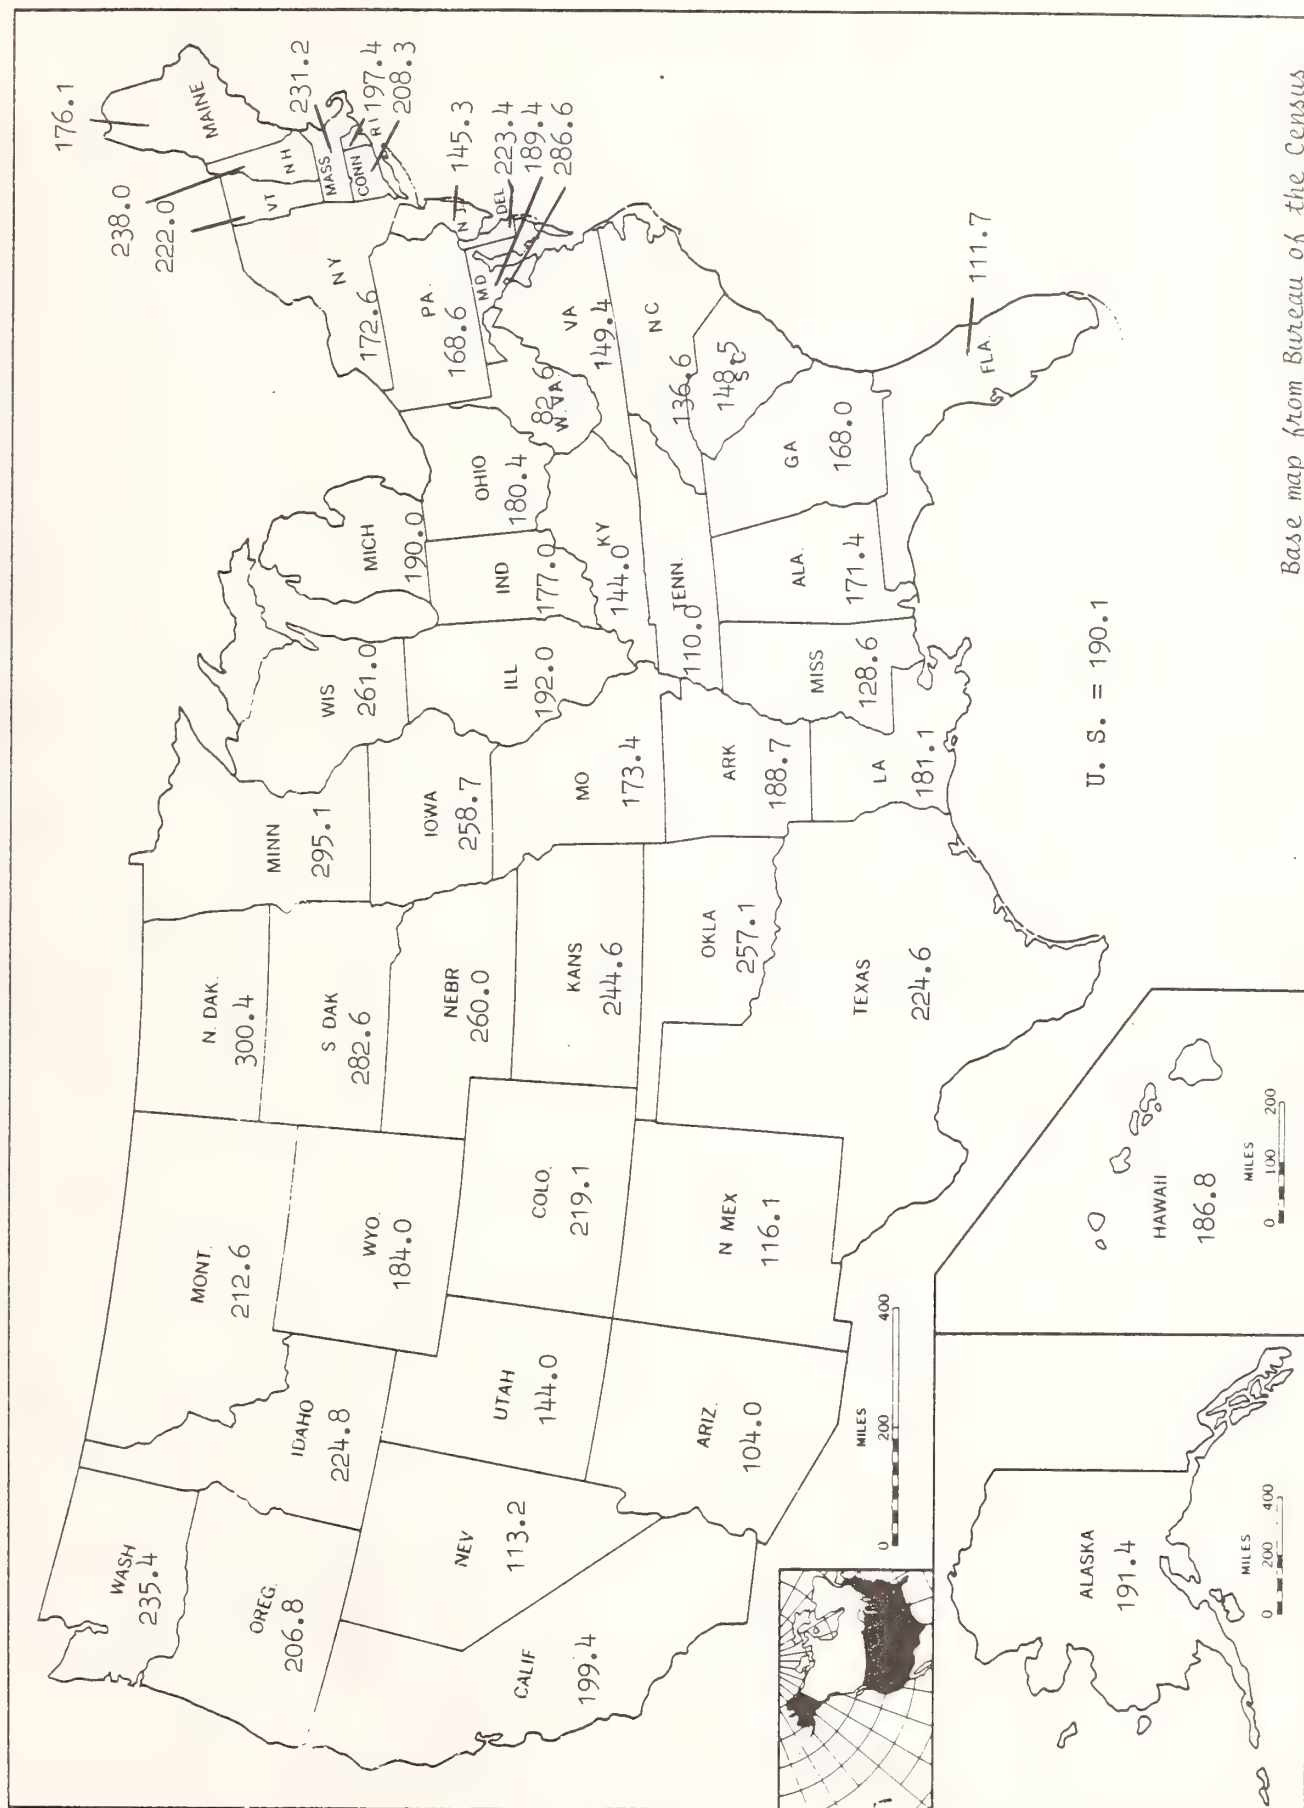 176.1
MAINE
238.0
222.0
NH
VT
231.2
MASS
197.4
RI
208.3
CONN
145.3
N J.
223.4
DEL
189.4
286.6
MD
NY
172.6
PA.
168.6
WASH
235.4
OREG.
206.8
IDAHO
224.8
MONT.
212.6
WYO.
184.0
N. DAK.
300.4
S DAK
282.6
NEBR
260.0
KANS
244.6
MINN
295.1
IOWA
258.7
WIS
261.0
MICH
190.0
ILL
192.0
IND
177.0
OHIO
180.4
W. VA.
82.6
VA
149.4
KY
144.0
NC
136.6
SC
148.5
TENN.
110.0
GA
168.0
ALA.
171.4
MISS
128.6
FLA.
111.7
MO
173.4
ARK
188.7
LA
181.1
OKLA
257.1
TEXAS
224.6
COLO.
219.1
N MEX
116.1
UTAH
144.0
ARIZ.
104.0
NEV
113.2
CALIF
199.4
MILES
0 200 400
U. S. = 190.1
ALASKA
191.4
MILES
0 200 400
HAWAII
186.8
MILES
0 100 200
Base map from Bureau of the Census